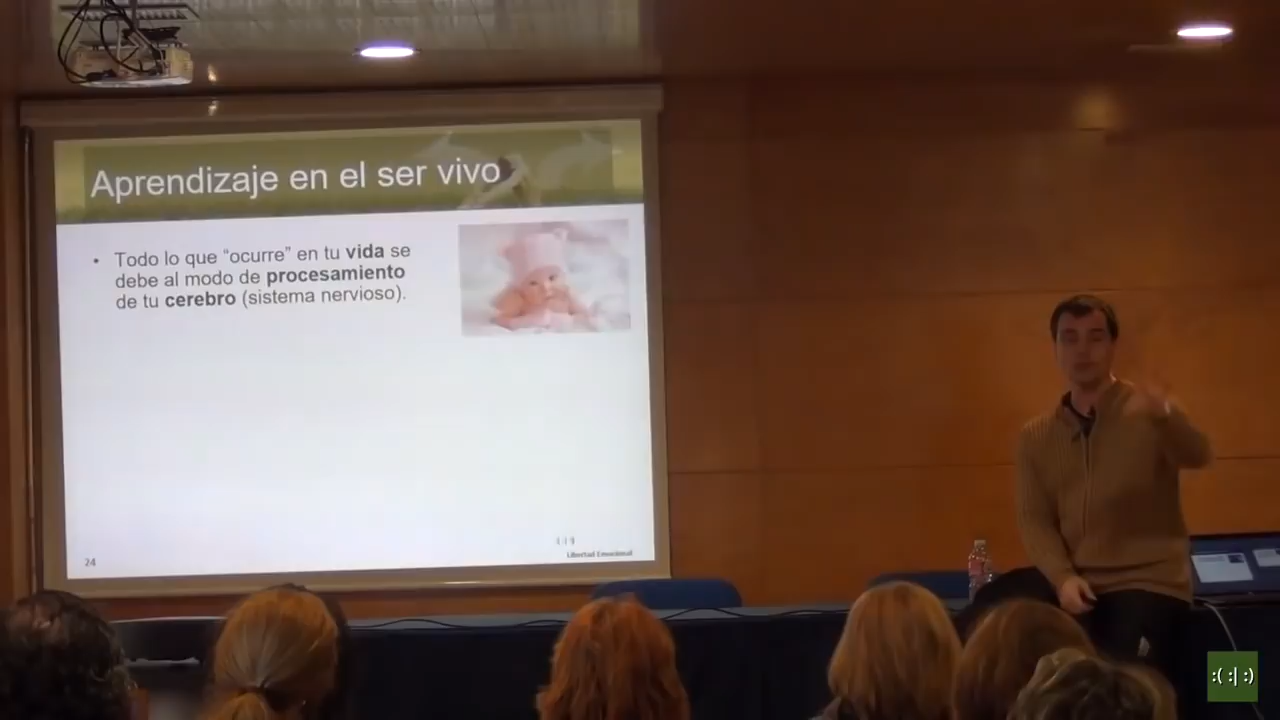 Aprendizaje en el ser vivo
• Todo lo que “ocurre” en tu vida se
debe al modo de procesamiento
de tu cerebro (sistema nervioso).
24
Libertad Emocional
:( :| :)